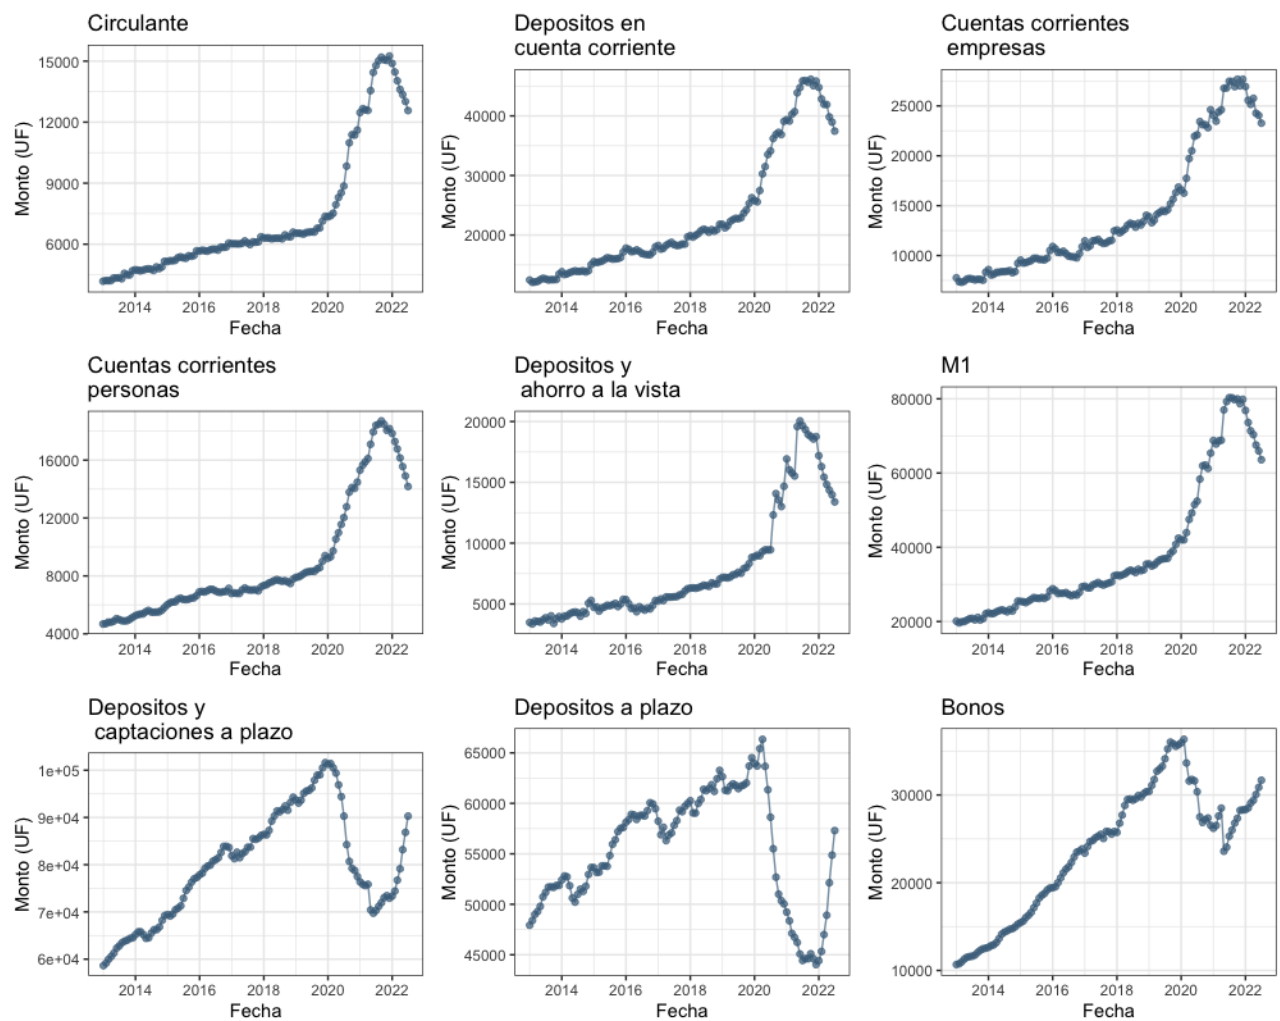 Circulante
Monto (UF)
15000
12000
9000
6000
2014 2016 2018 2020 2022
Fecha
Depositos en
cuenta corriente
Monto (UF)
40000
30000
20000
2014 2016 2018 2020 2022
Fecha
Cuentas corrientes
empresas
Monto (UF)
25000
20000
15000
10000
2014 2016 2018 2020 2022
Fecha
Cuentas corrientes
personas
Monto (UF)
16000
12000
8000
4000
2014 2016 2018 2020 2022
Fecha
Depositos y
ahorro a la vista
Monto (UF)
20000
15000
10000
5000
2014 2016 2018 2020 2022
Fecha
M1
Monto (UF)
80000
60000
40000
20000
2014 2016 2018 2020 2022
Fecha
Depositos y
captaciones a plazo
Monto (UF)
1e+05
9e+04
8e+04
7e+04
6e+04
2014 2016 2018 2020 2022
Fecha
Depositos a plazo
Monto (UF)
65000
60000
55000
50000
45000
2014 2016 2018 2020 2022
Fecha
Bonos
Monto (UF)
30000
20000
10000
2014 2016 2018 2020 2022
Fecha